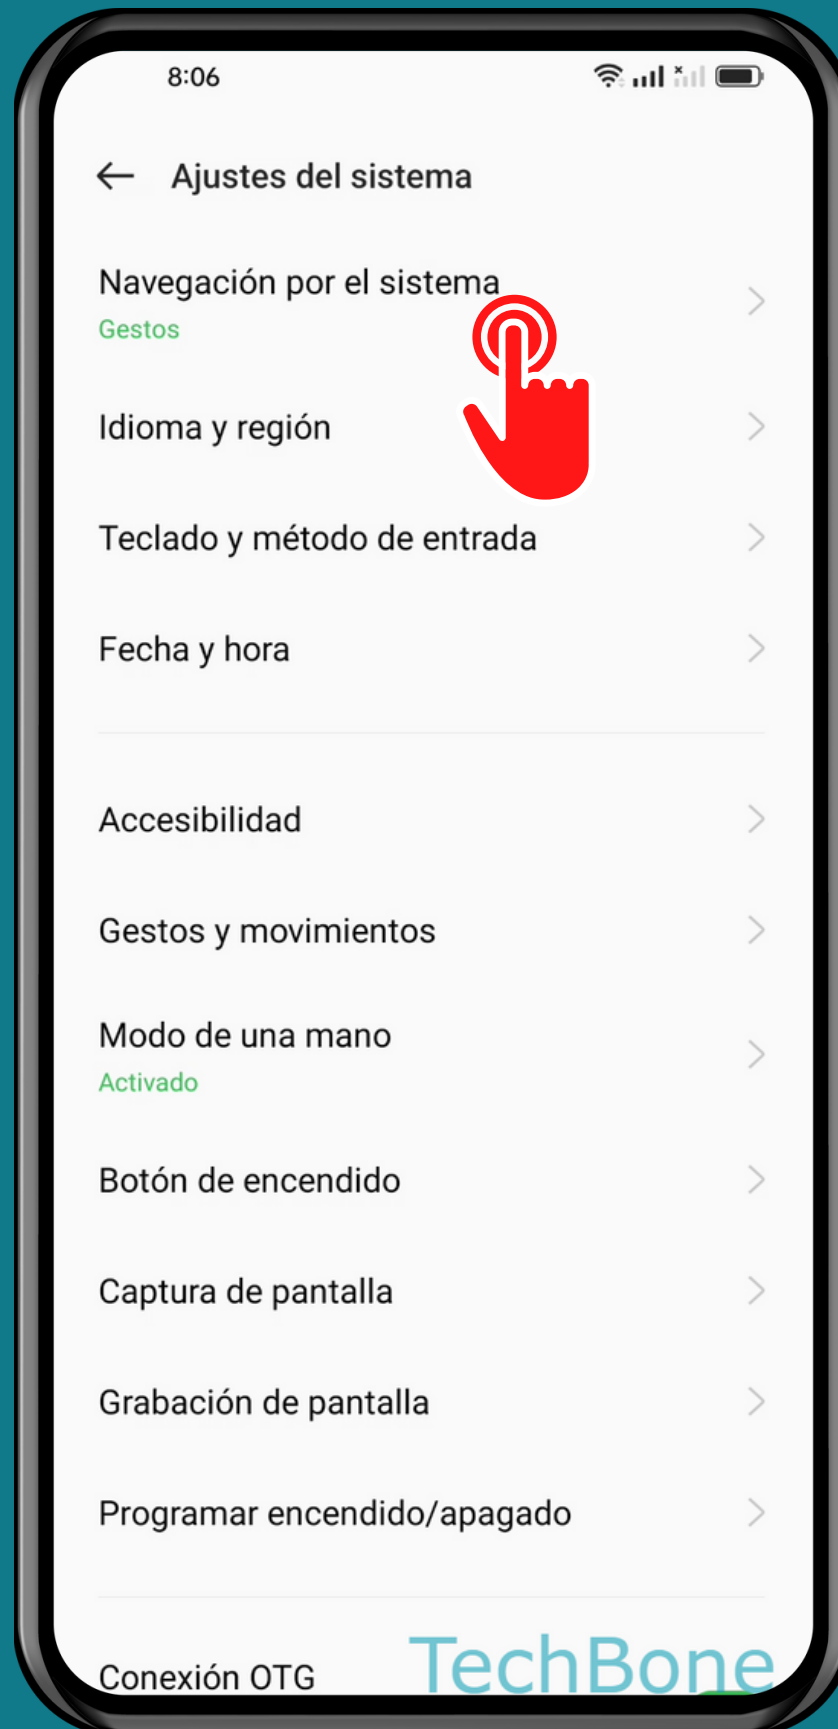 8:06
Ajustes del sistema
Navegación por el sistema
Gestos
Idioma y región
Teclado y método de entrada
Fecha y hora
Accesibilidad
Gestos y movimientos
Modo de una mano
Activado
Botón de encendido
Captura de pantalla
Grabación de pantalla
Programar encendido/apagado
Conexión OTG
TechBone